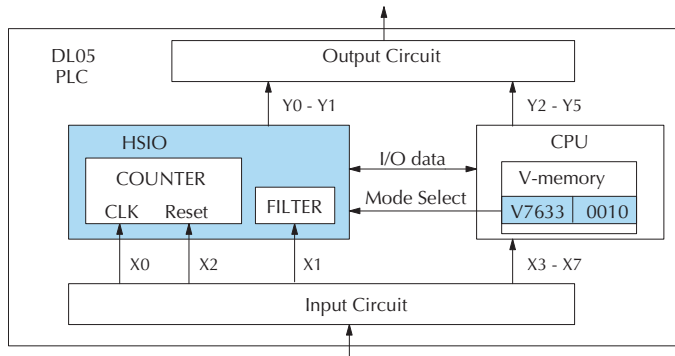 DL05
PLC
Output Circuit
Y0 - Y1
Y2 - Y5
HSIO
CPU
I/O data
COUNTER
CLK Reset
FILTER
Mode Select
V-memory
V7633 0010
X0
X2
X1
X3 - X7
Input Circuit